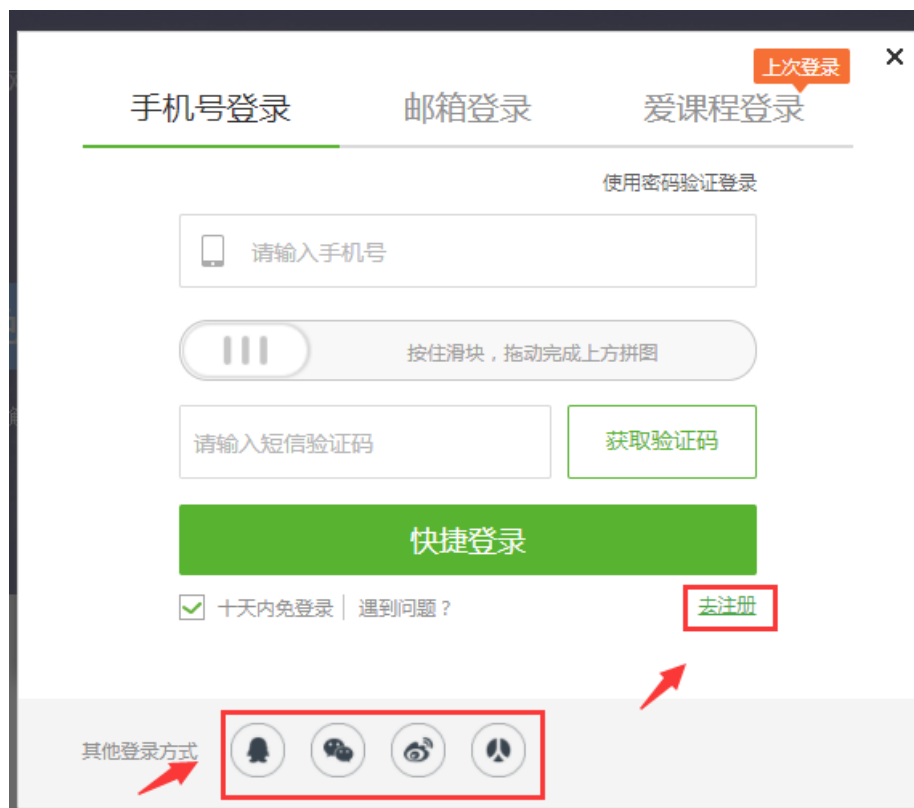 上次登录
手机号登录 邮箱登录 爱课程登录
使用密码验证登录
请输入手机号
按住滑块，拖动完成上方拼图
请输入短信验证码 获取验证码
快捷登录
十天内免登录 遇到问题？ 去注册
其他登录方式